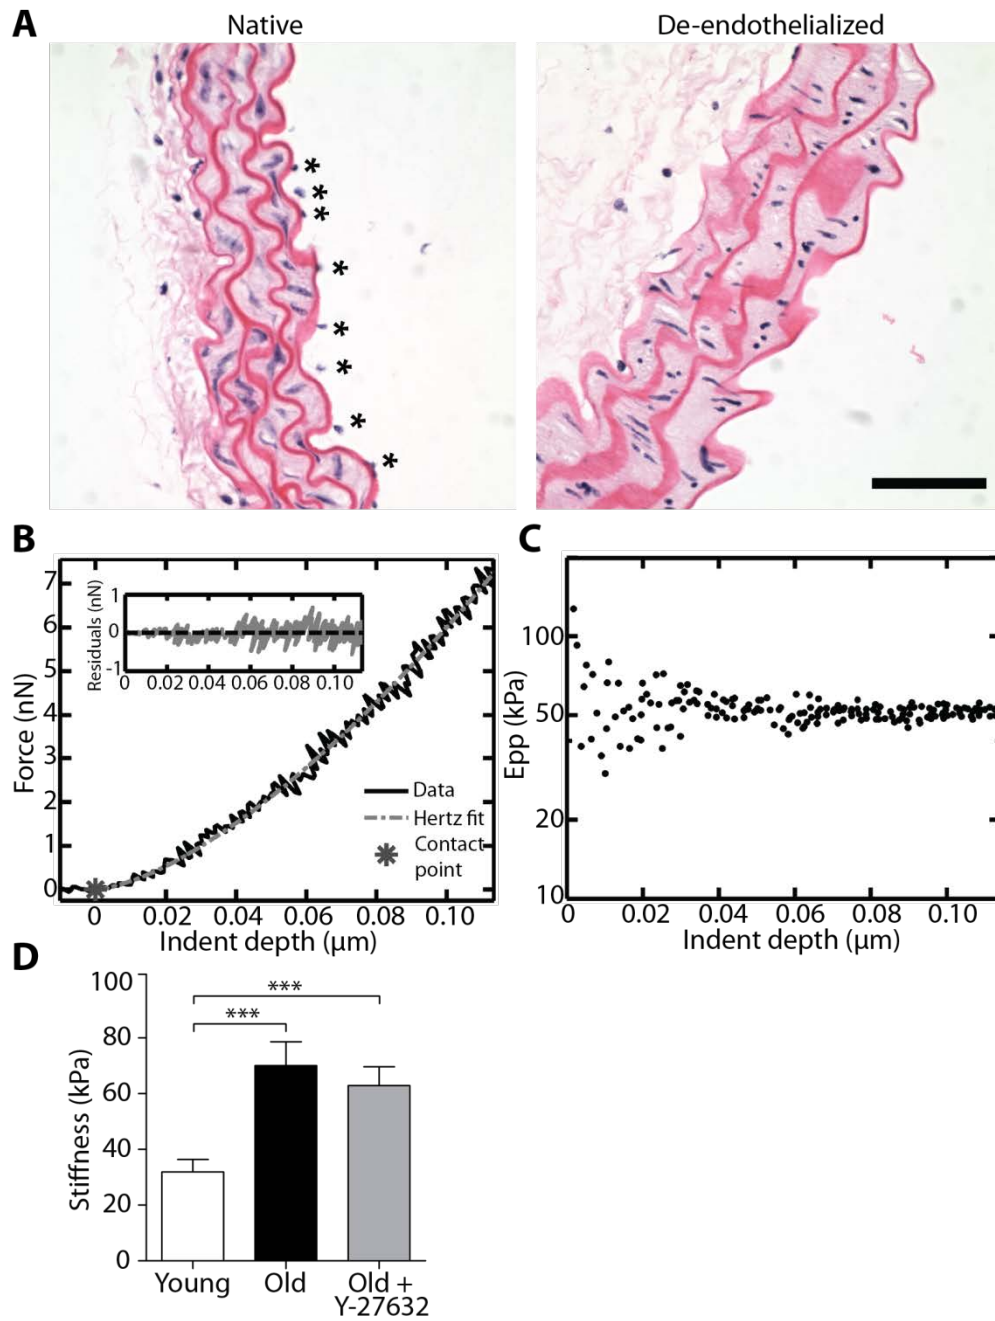 A
Native
De-endothelialized
*
*
*
*
*
*
*
*
B
7
6
5
4
3
2
1
0
Force (nN)
1
0
-1
Residuals (nN)
0 0.02 0.04 0.06 0.08 0.10
Data
Hertz fit
Contact
point
0 0.02 0.04 0.06 0.08 0.10
Indent depth (µm)
C
100
50
20
10
Epp (kPa)
0 0.02 0.04 0.06 0.08 0.10
Indent depth (µm)
D
100
80
60
40
20
0
Stiffness (kPa)
***
***
Young
Old
Old +
Y-27632